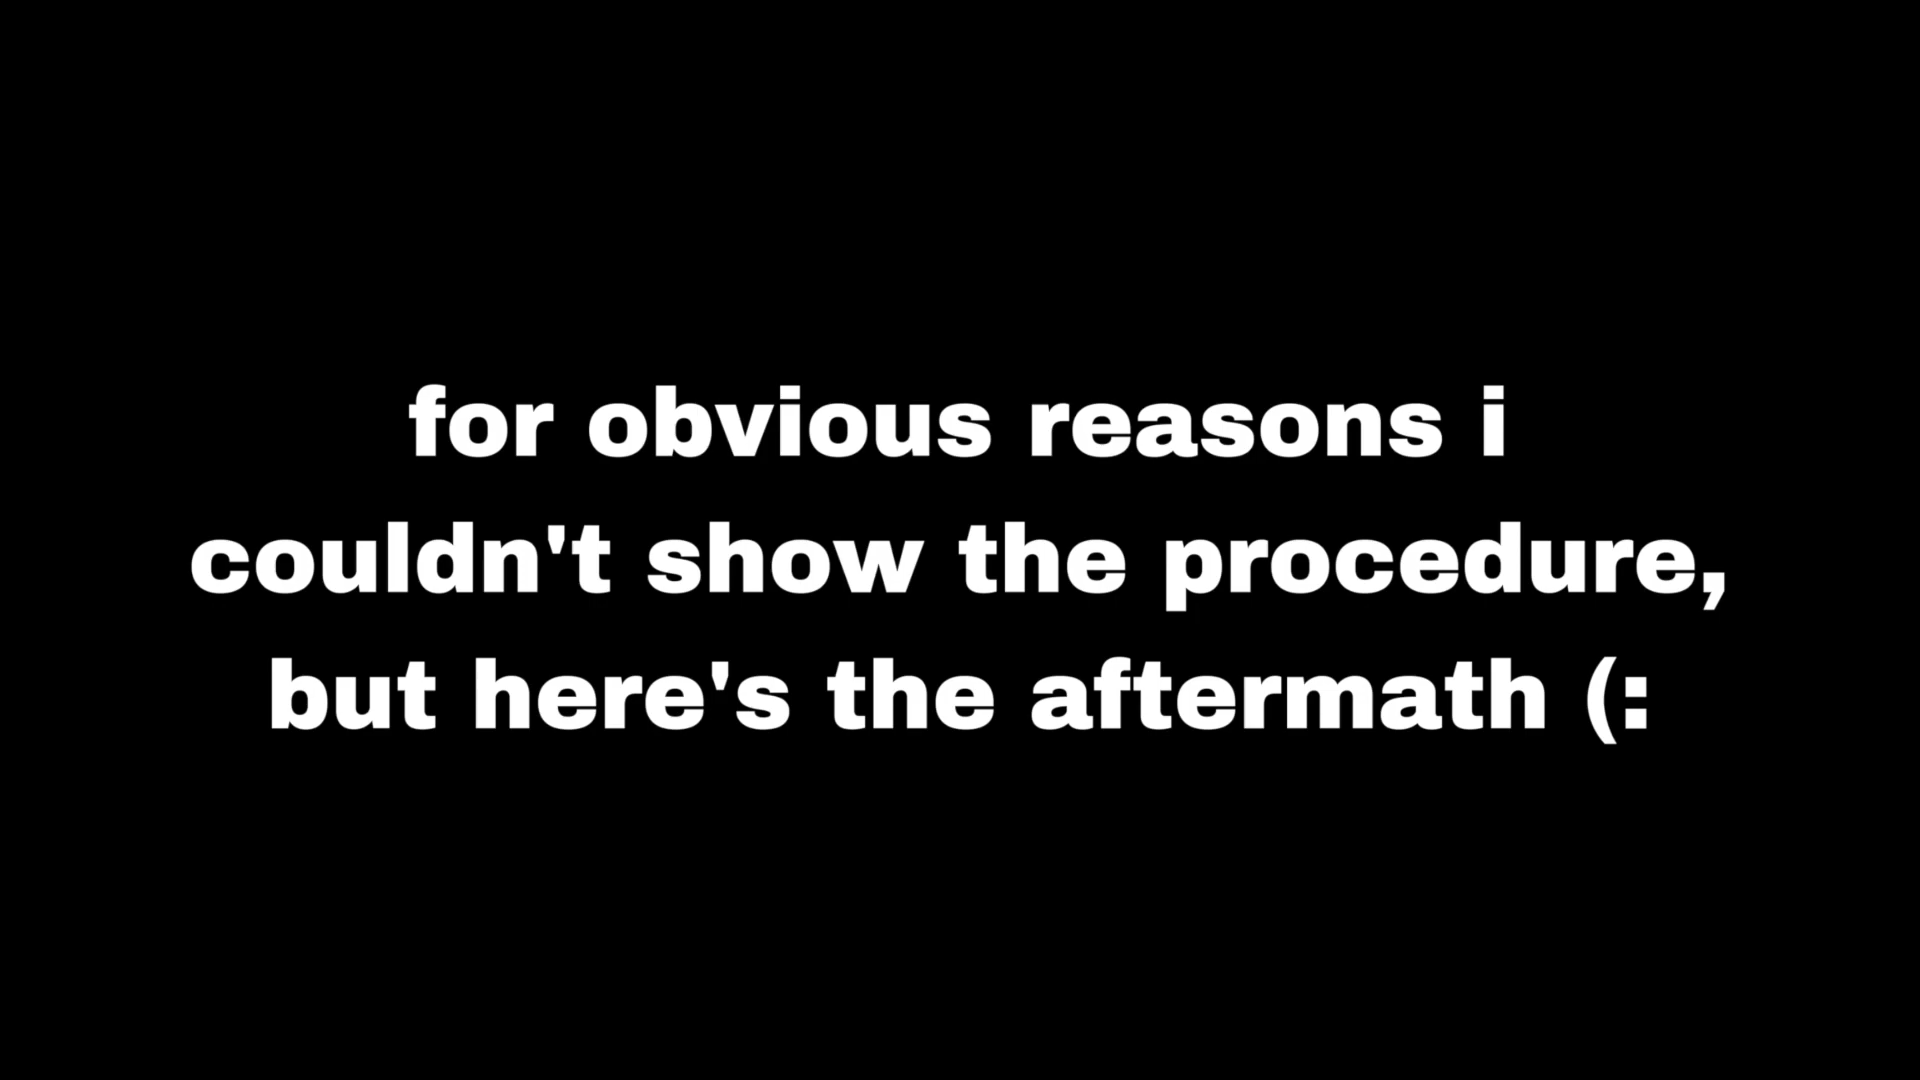 for obvious reasons i
couldn't show the procedure,
but here's the aftermath (: